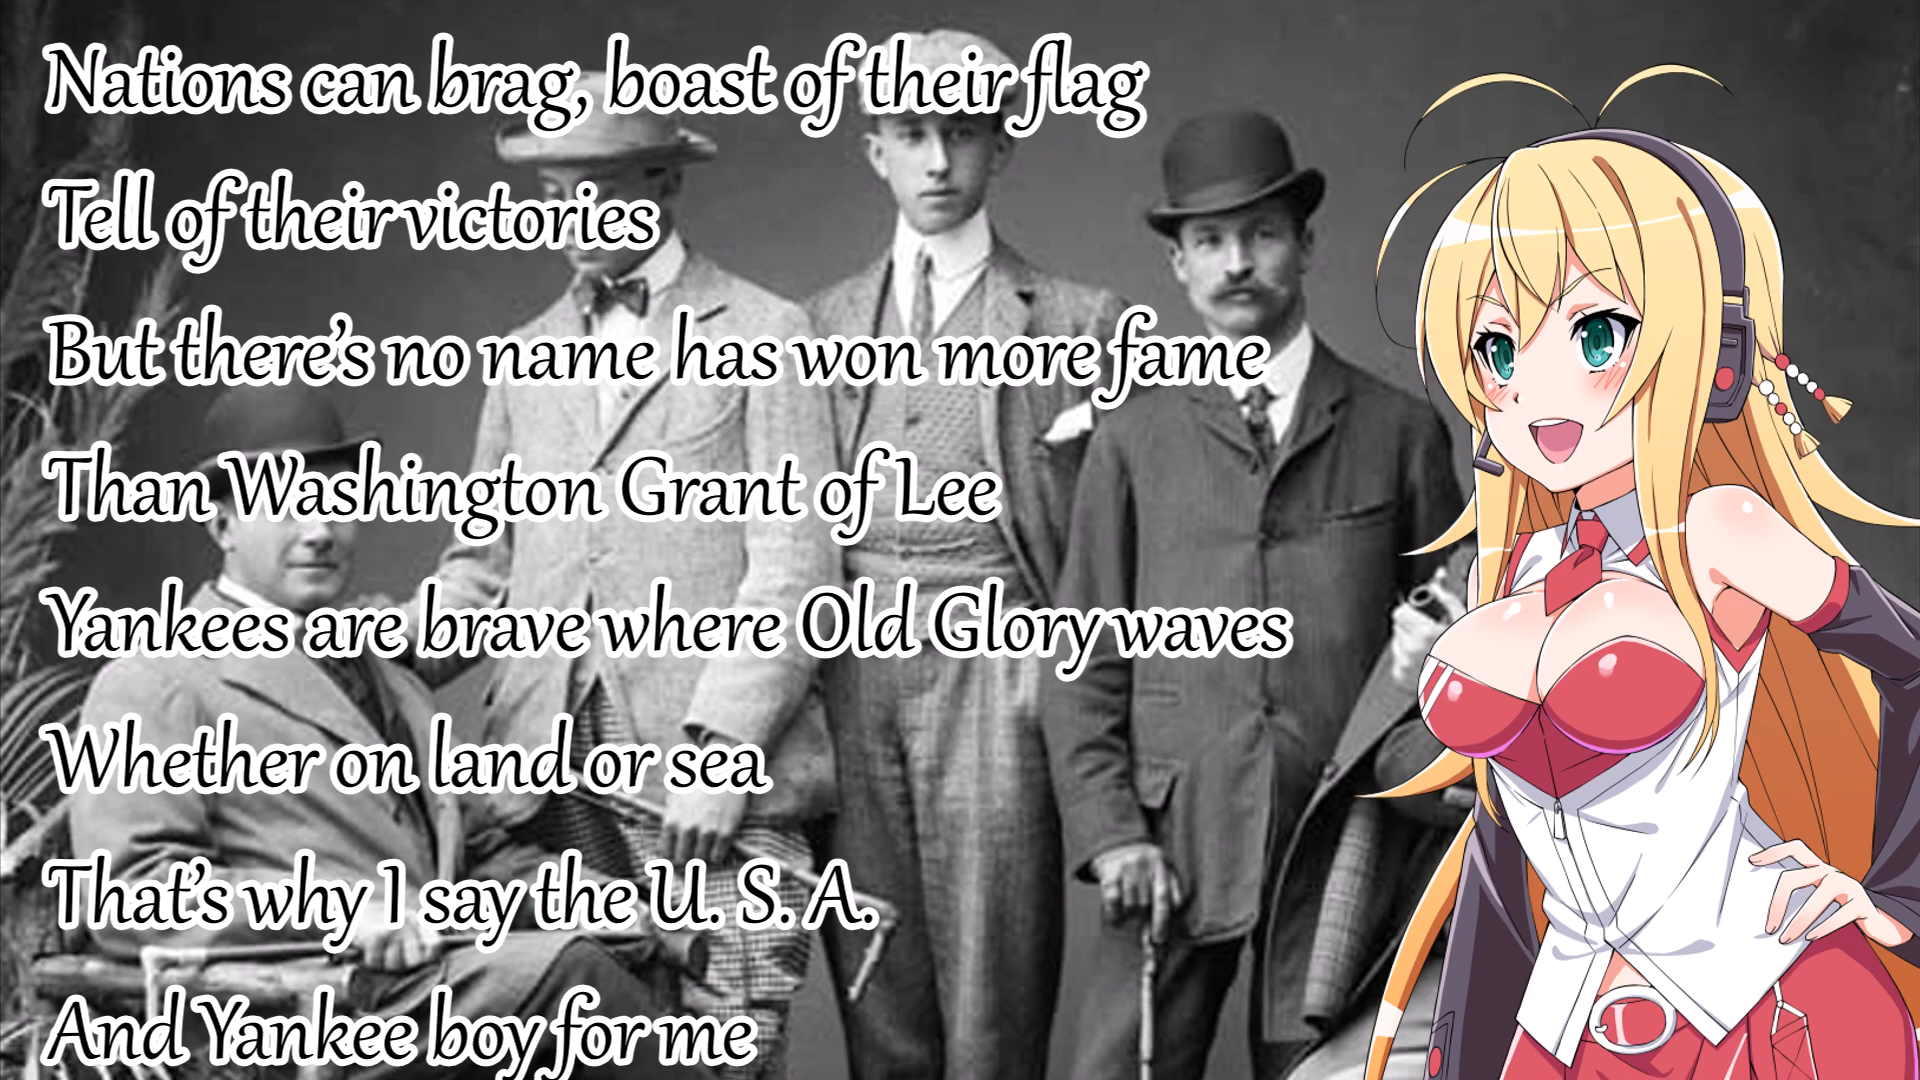 Nations can brag, boast of their flag
Tell of their victories
But there's no name has won more fame
Than Washington Grant of Lee
Yankees are brave where Old Glory waves
Whether on land or sea
That's why I say the U. S. A.
And Yankee boy for me